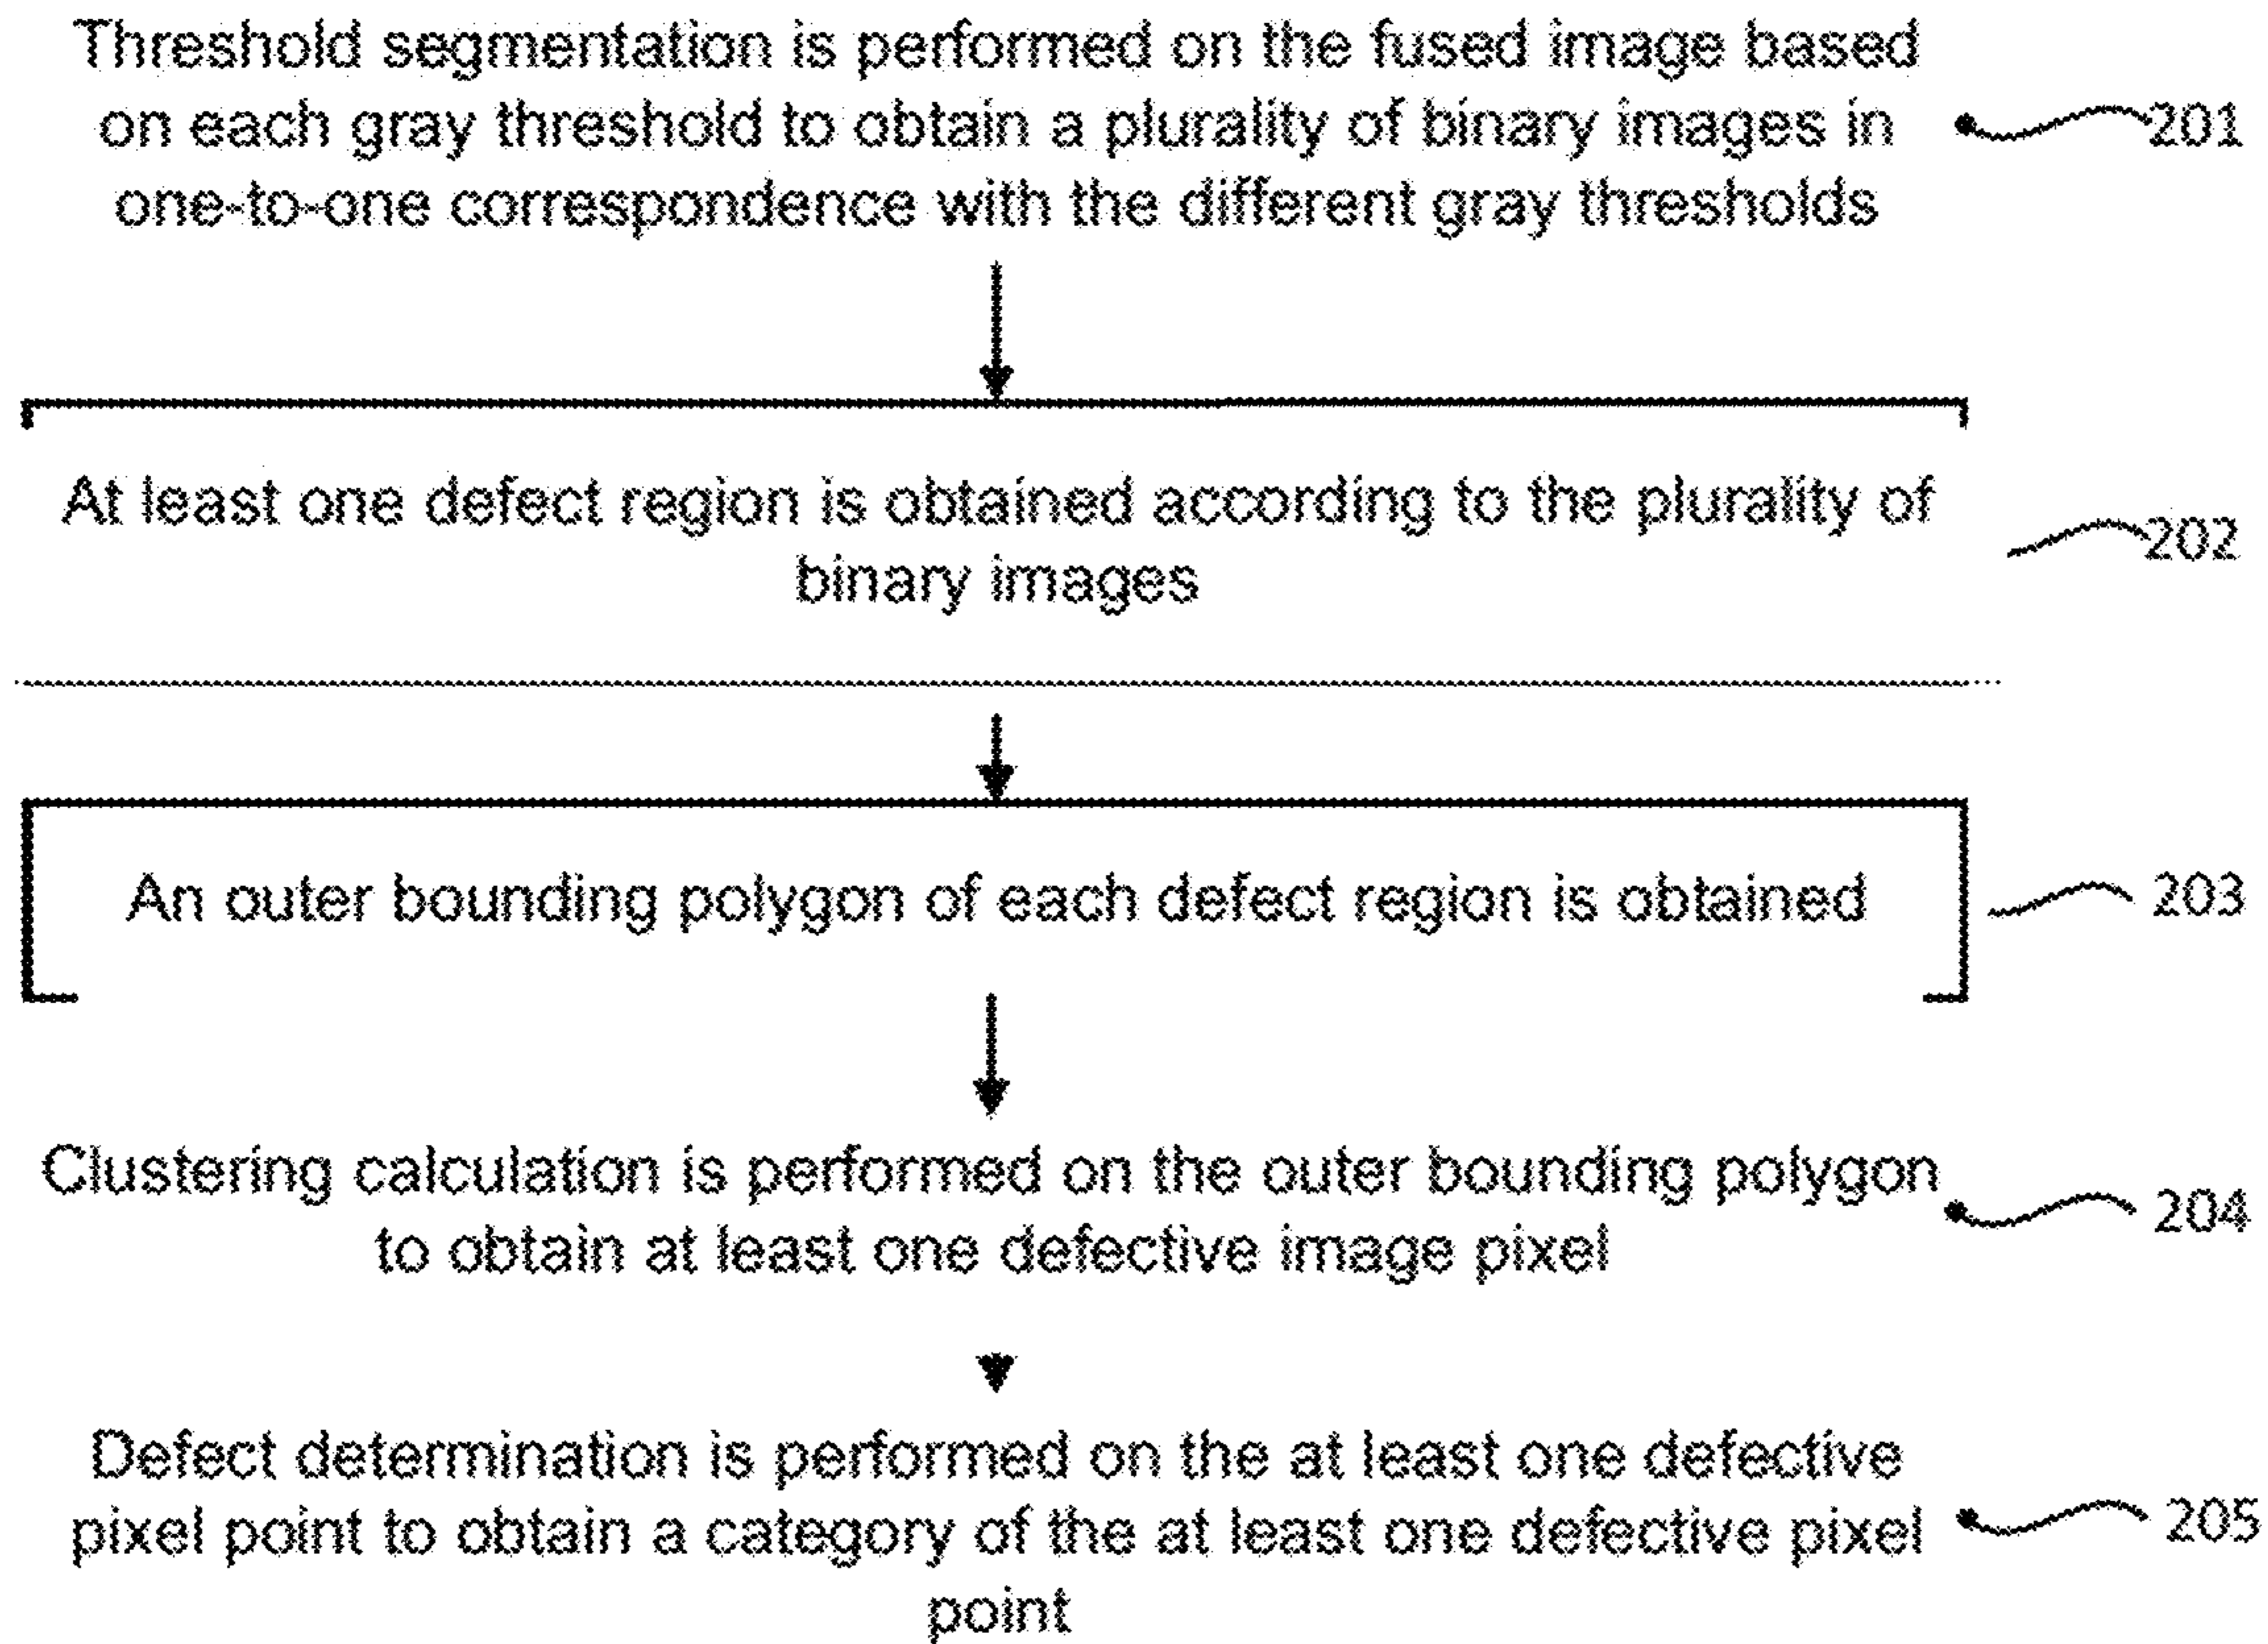 Threshold segmentation is performed on the fused image based
on each gray threshold to obtain a plurality of binary images in
201
one-to-one correspondence with the different gray thresholds
At least one defect region is obtained according to the plurality of
202
binary images
An outer bounding polygon of each defect region is obtained
203
Clustering calculation is performed on the outer bounding polygon
204
to obtain at least one defective image pixel
Defect determination is performed on the at least one defective
pixel point to obtain a category of the at least one defective pixel
205
point